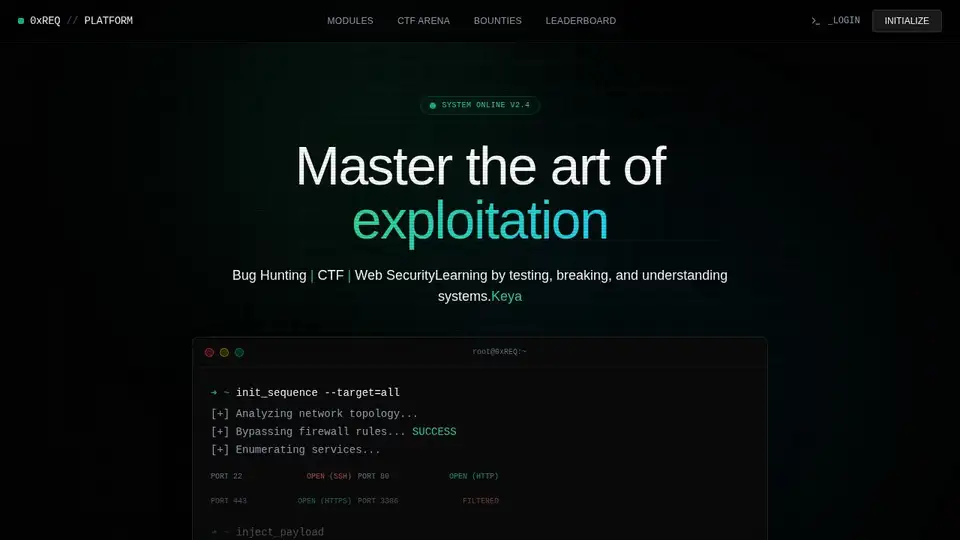 0xREQ // PLATFORM
MODULES
CTF ARENA
BOUNTIES
LEADERBOARD
_LOGIN
INITIALIZE
SYSTEM ONLINE V2.4
Master the art of
exploitation
Bug Hunting | CTF | Web SecurityLearning by testing, breaking, and understanding
systems.Keya
root@0xREQ:~
➜ ~ init_sequence --target=all
[+] Analyzing network topology...
[+] Bypassing firewall rules... SUCCESS
[+] Enumerating services...
PORT 22 OPEN (SSH) PORT 80 OPEN (HTTP)
PORT 443 OPEN (HTTPS) PORT 3306 FILTERED
➜ ~ inject_payload